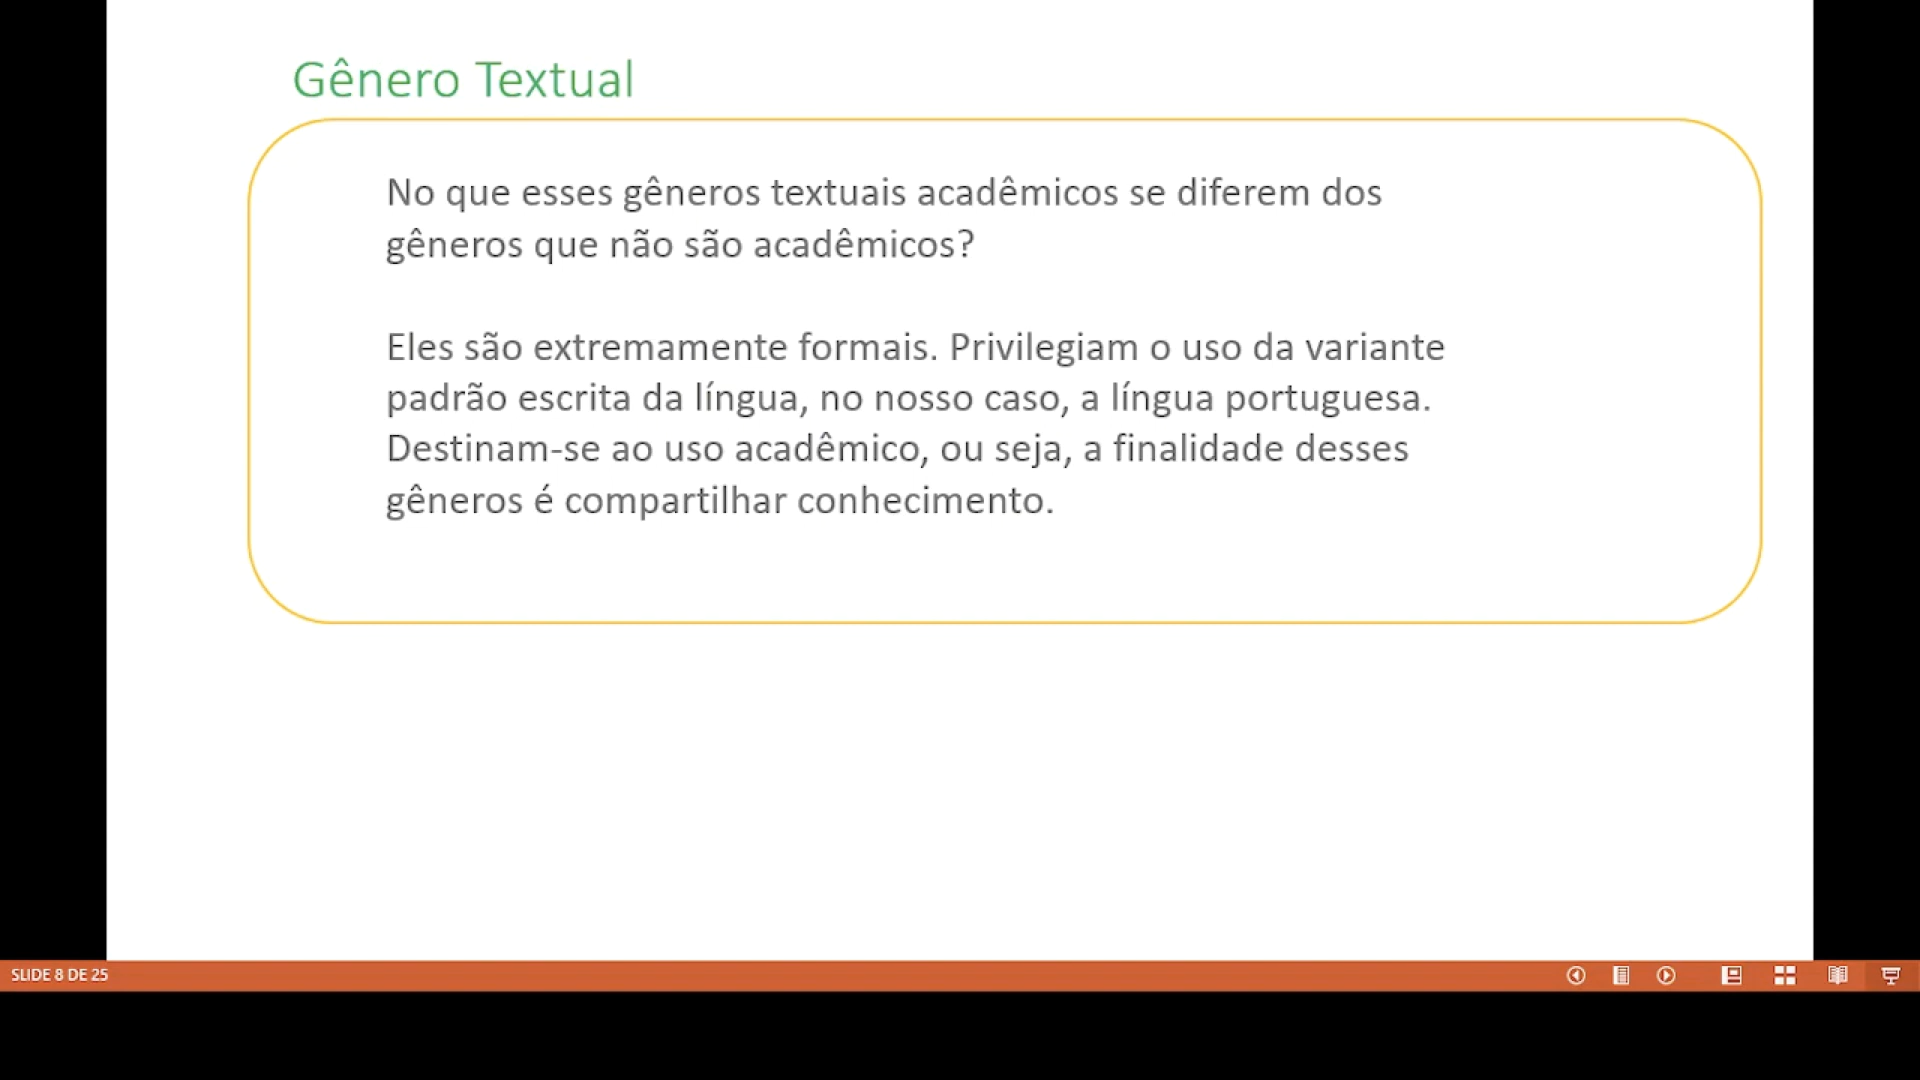 Gênero Textual
No que esses gêneros textuais acadêmicos se diferem dos
gêneros que não são acadêmicos?
Eles são extremamente formais. Privilegiam o uso da variante
padrão escrita da língua, no nosso caso, a língua portuguesa.
Destinam-se ao uso acadêmico, ou seja, a finalidade desses
gêneros é compartilhar conhecimento.
SLIDE 8 DE 25